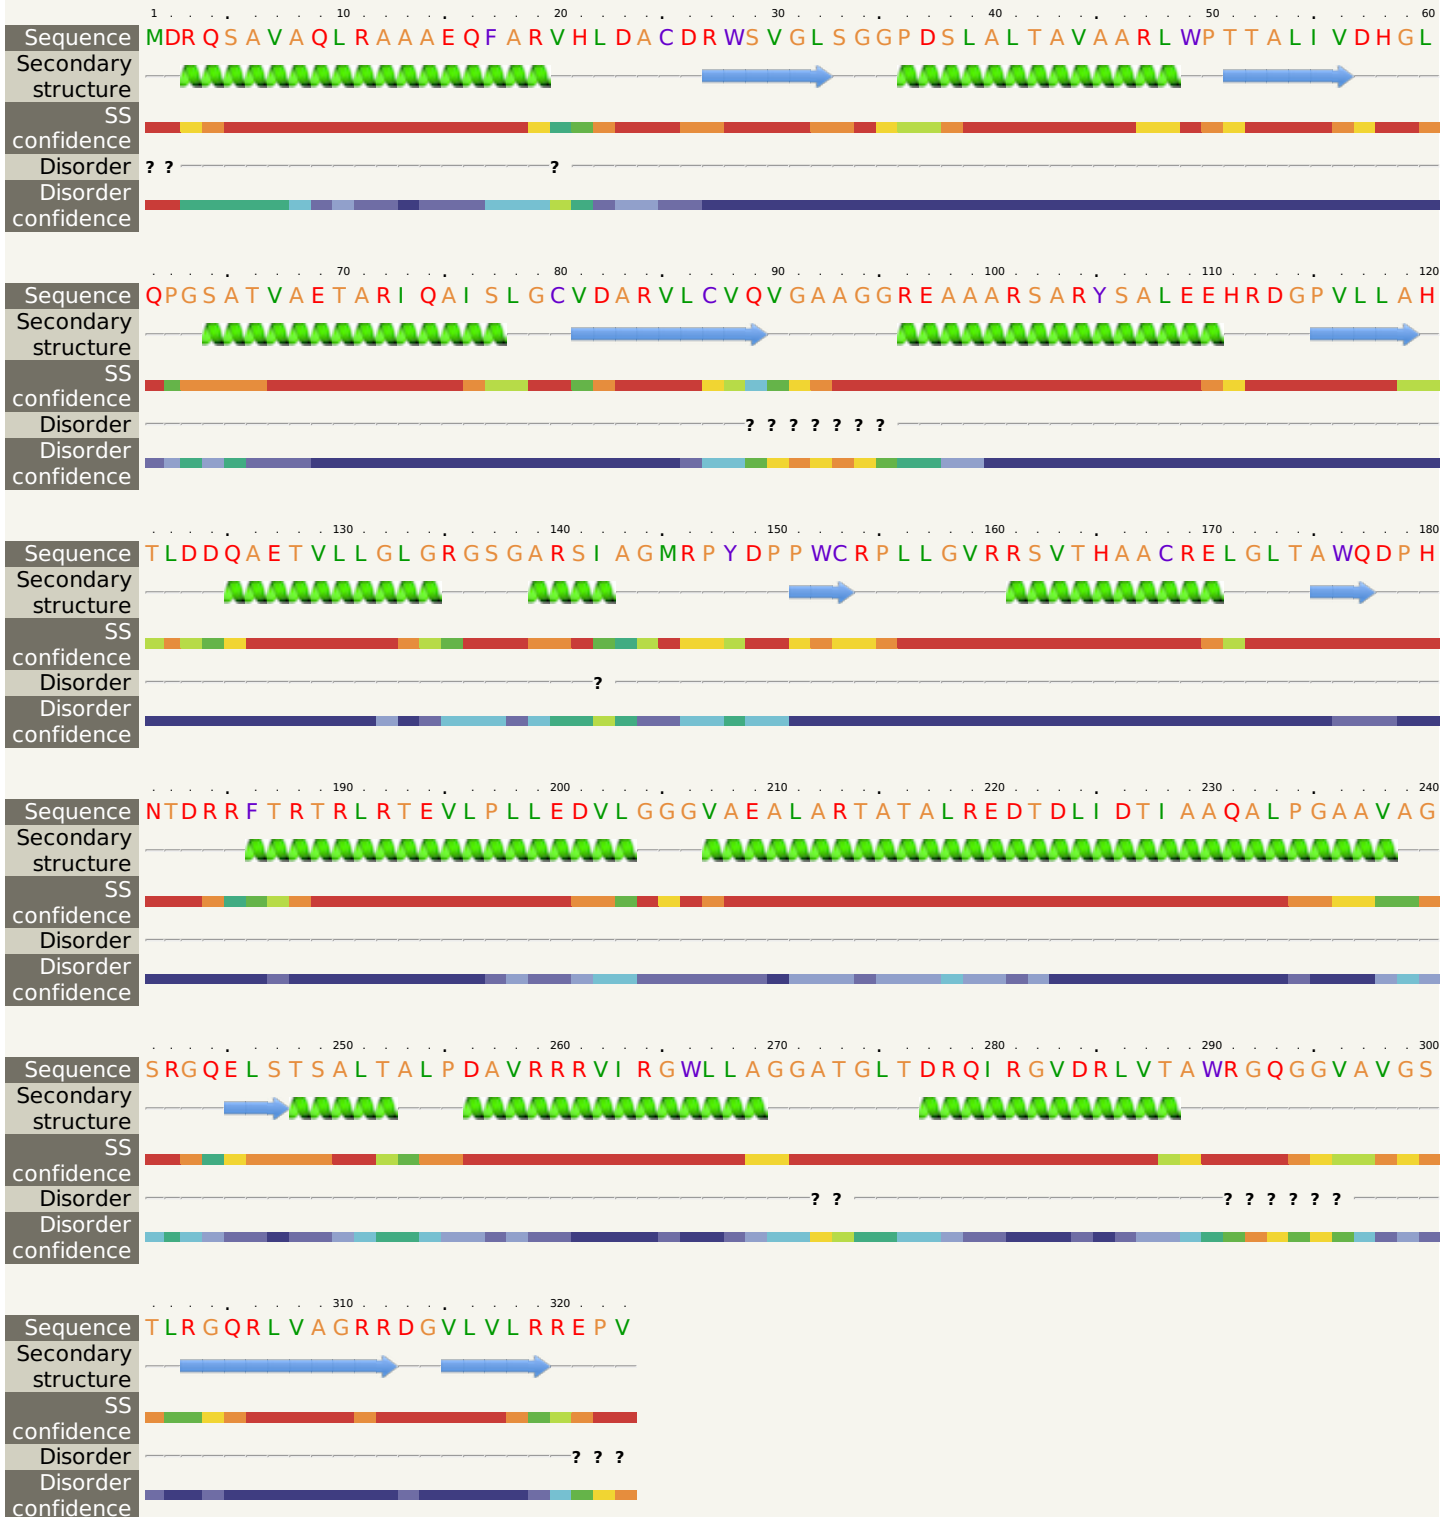 1 . . . . . . . . 10 . . . . . . . . . 20 . . . . . . . . . 30 . . . . . . . . . 40 . . . . . . . . . 50 . . . . . . . . . 60
Sequence MDRQSAVAQLRAAAEQFARVHLDACDRWSVGLSGGPDSLALTAVAARLWPTTALIVDHGL
Secondary
structure
SS
confidence
Disorder ? ? ?
Disorder
confidence
. . . . . . . . . 70 . . . . . . . . . 80 . . . . . . . . . 90 . . . . . . . . . 100 . . . . . . . . . 110 . . . . . . . . . 120
Sequence QPGSATVAETARIQAISLGCVDARVLCVQVGAAGGREAAARSARYSALEEHRDGPVLLAH
Secondary
structure
SS
confidence
Disorder ? ? ? ? ? ? ?
Disorder
confidence
. . . . . . . . . 130 . . . . . . . . . 140 . . . . . . . . . 150 . . . . . . . . . 160 . . . . . . . . . 170 . . . . . . . . . 180
Sequence TLDDQAETVLLGLGRGSGARSIAGMRPYDPPWCRPLLGVRRSVTHAACRELGLTAWQDPH
Secondary
structure
SS
confidence
Disorder ?
Disorder
confidence
. . . . . . . . . 190 . . . . . . . . . 200 . . . . . . . . . 210 . . . . . . . . . 220 . . . . . . . . . 230 . . . . . . . . . 240
Sequence NTDRRFTRTRLRTEVLPLLEDVLGGGVAEALARTATALREDTDLIDTIAAQALPGAAVAG
Secondary
structure
SS
confidence
Disorder
Disorder
confidence
. . . . . . . . . 250 . . . . . . . . . 260 . . . . . . . . . 270 . . . . . . . . . 280 . . . . . . . . . 290 . . . . . . . . . 300
Sequence SRGQELSTSALTALPDAVRRRVIRGWLLAGGATGLTDRQIRGVDRLVTAWRGQGGVAVGS
Secondary
structure
SS
confidence
Disorder ? ? ? ? ? ? ? ?
Disorder
confidence
. . . . . . . . . 310 . . . . . . . . . 320 . . .
Sequence TLRGQRLVAGRRDGVLVLRREPV
Secondary
structure
SS
confidence
Disorder ? ? ?
Disorder
confidence